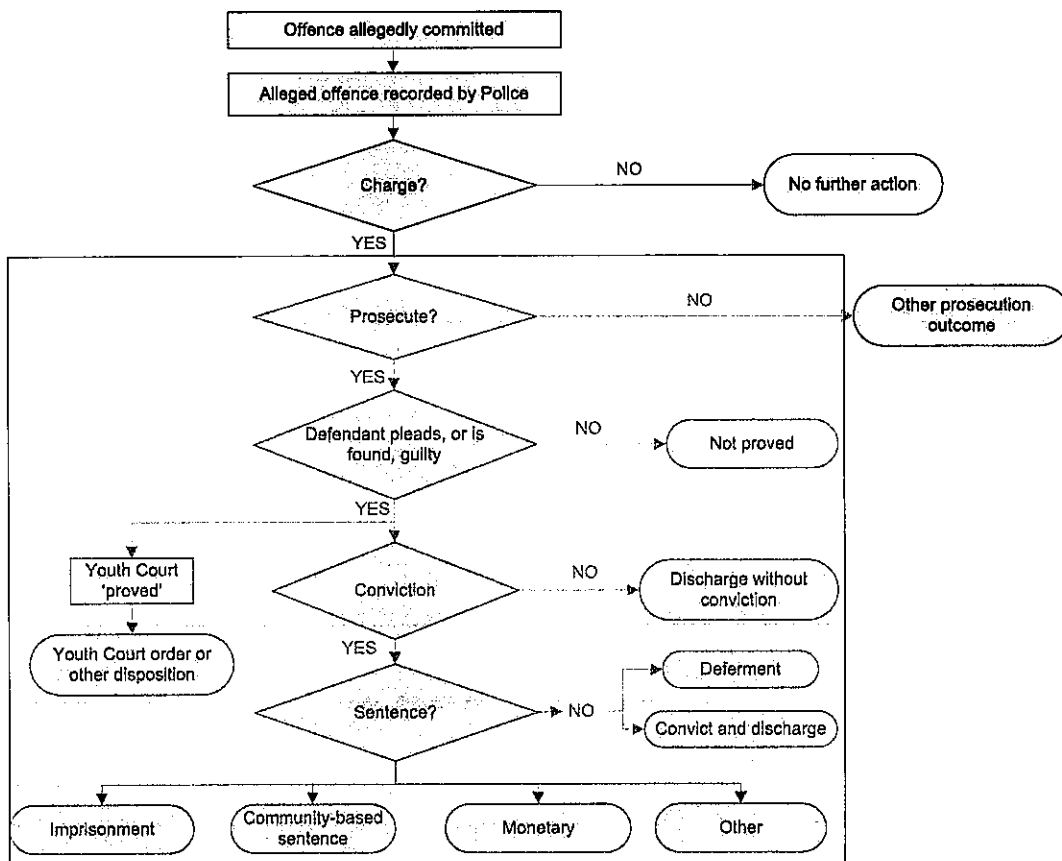 Offence allegedly committed
Alleged offence recorded by Police
Charge?
NO
No further action
YES
Prosecute?
NO
Other prosecution
outcome
YES
Defendant pleads, or is
found, guilty
NO
Not proved
YES
Youth Court
'proved'
Conviction
NO
Discharge without
conviction
Youth Court order or
other disposition
YES
Sentence?
NO
Deferment
Convict and discharge
Imprisonment
Community-based
sentence
Monetary
Other